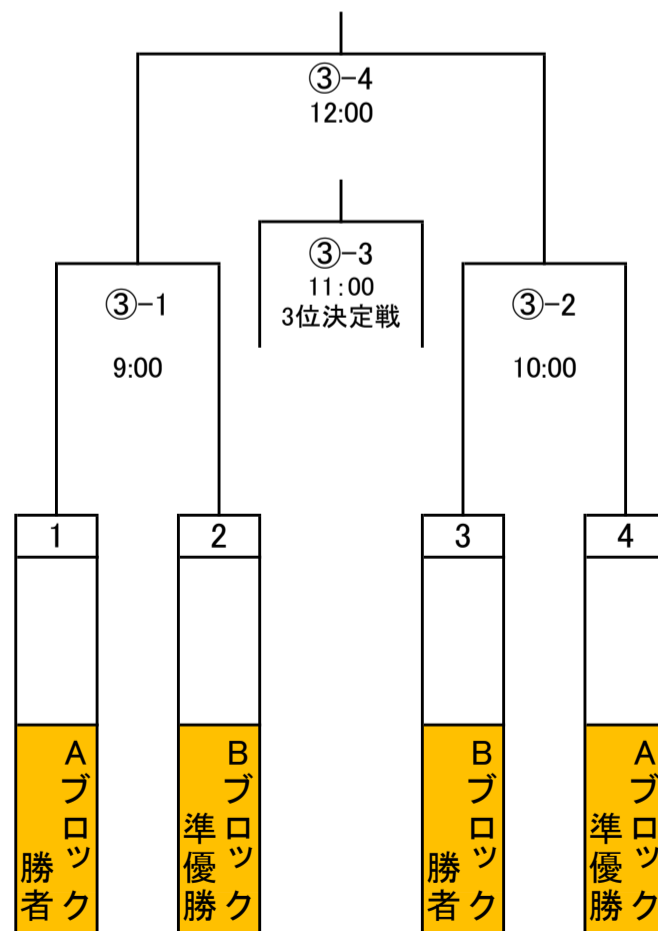 ③-4
12:00
③-3
11:00
3位決定戦
③-1
9:00
③-2
10:00
1
2
3
4
Aブロック
勝者
Bブロック
準優勝
Bブロック
勝者
Aブロック
準優勝